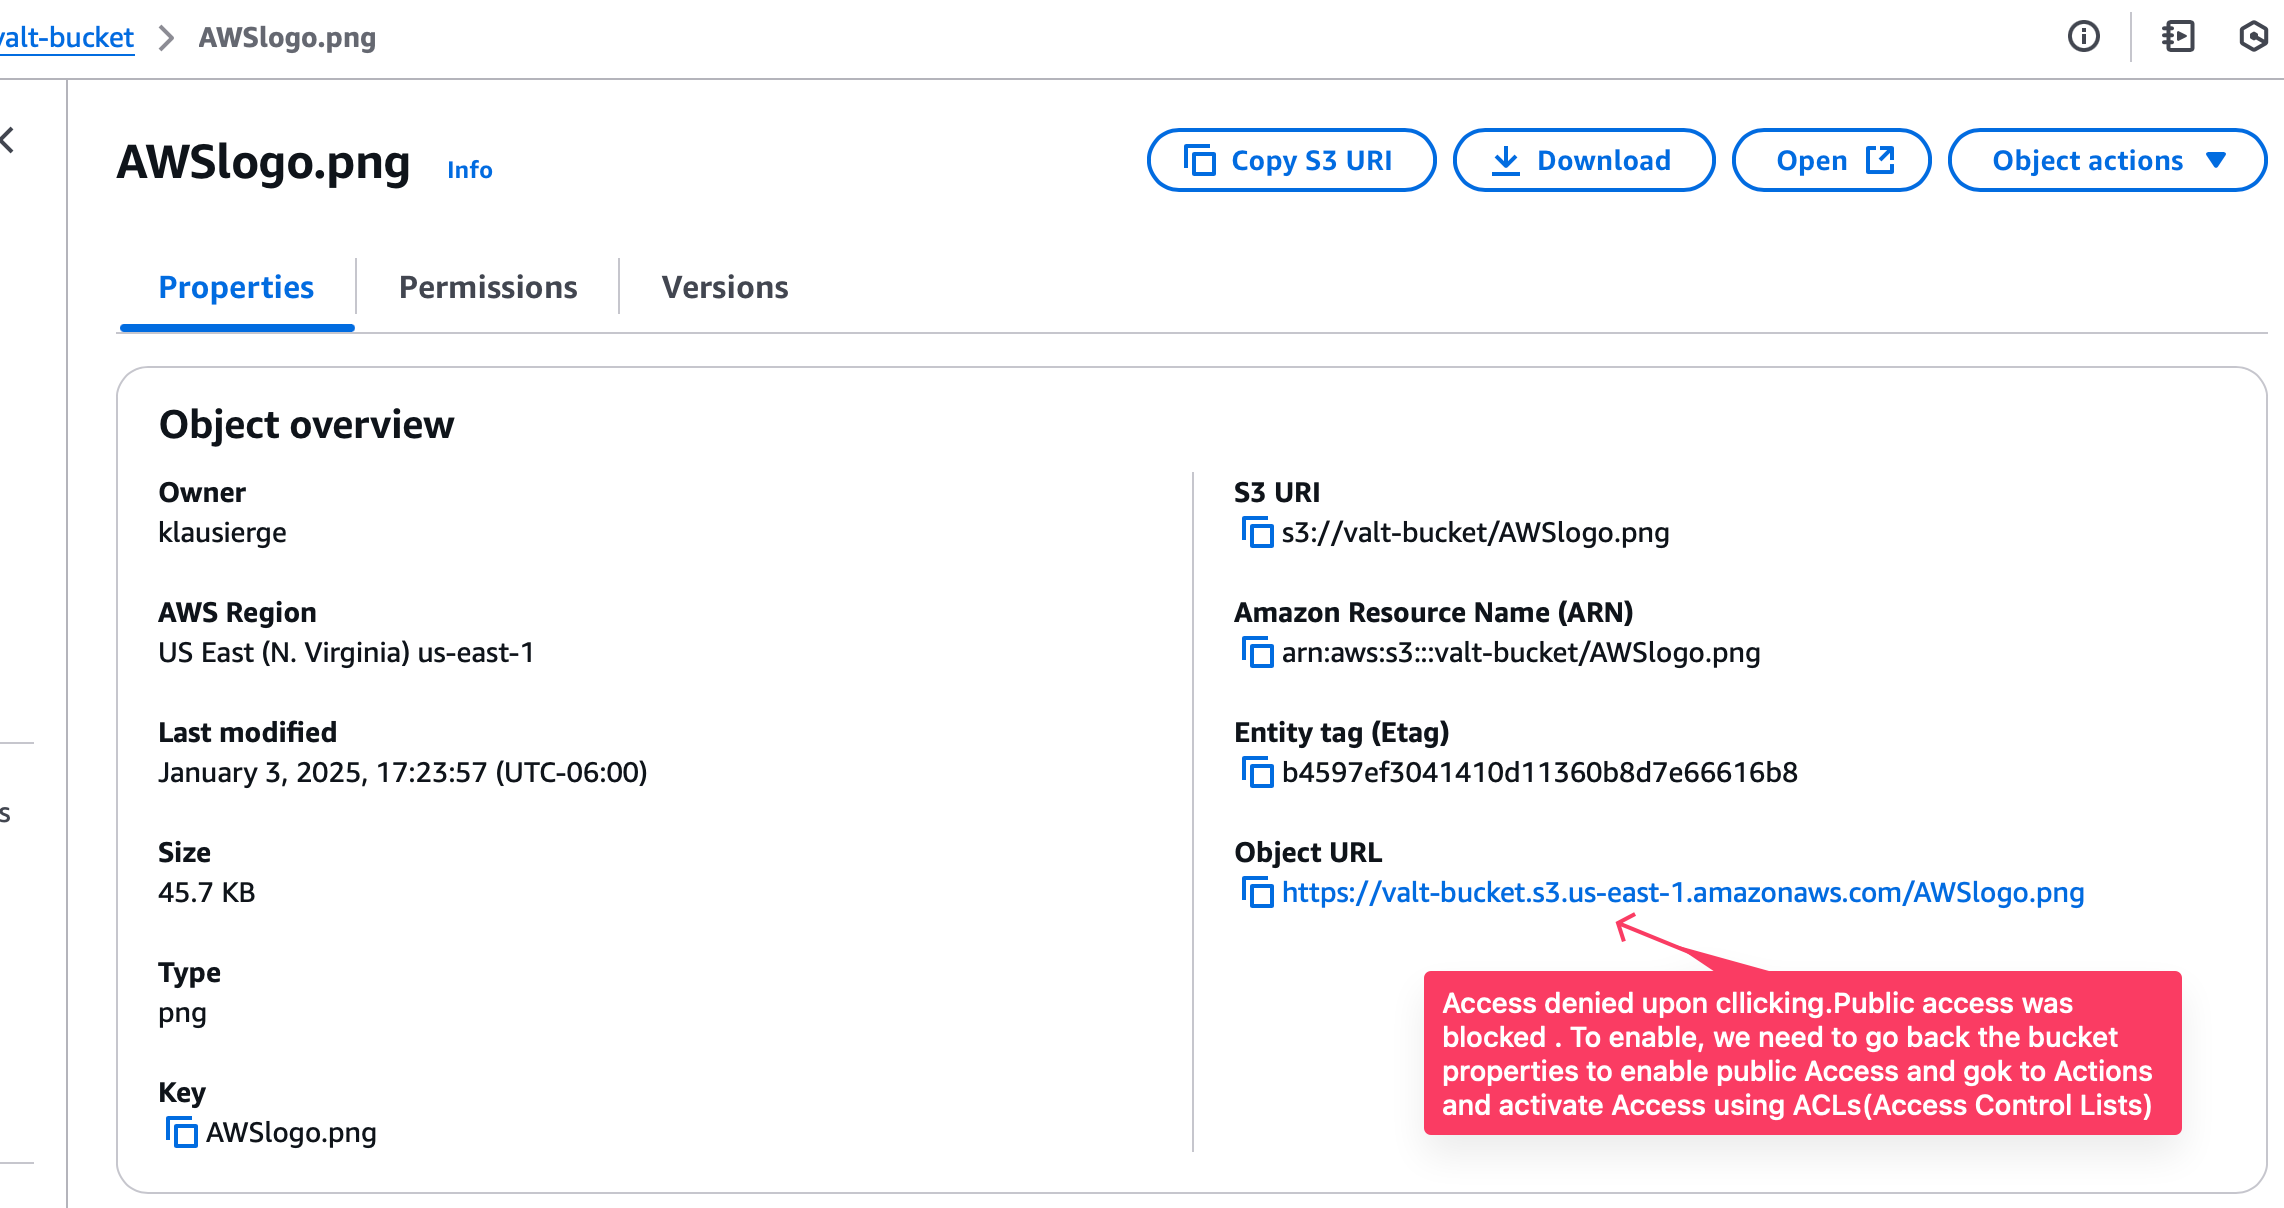 valt-bucket > AWSlogo.png
AWSlogo.png Info
Copy S3 URI Download Open Object actions
Properties Permissions Versions
Object overview
Owner
klausierge
AWS Region
US East (N. Virginia) us-east-1
Last modified
January 3, 2025, 17:23:57 (UTC-06:00)
Size
45.7 KB
Type
png
Key
AWSlogo.png
S3 URI
s3://valt-bucket/AWSlogo.png
Amazon Resource Name (ARN)
arn:aws:s3:::valt-bucket/AWSlogo.png
Entity tag (Etag)
b4597ef3041410d11360b8d7e66616b8
Object URL
https://valt-bucket.s3.us-east-1.amazonaws.com/AWSlogo.png
Access denied upon cllicking.Public access was
blocked . To enable, we need to go back the bucket
properties to enable public Access and gok to Actions
and activate Access using ACLs(Access Control Lists)
s